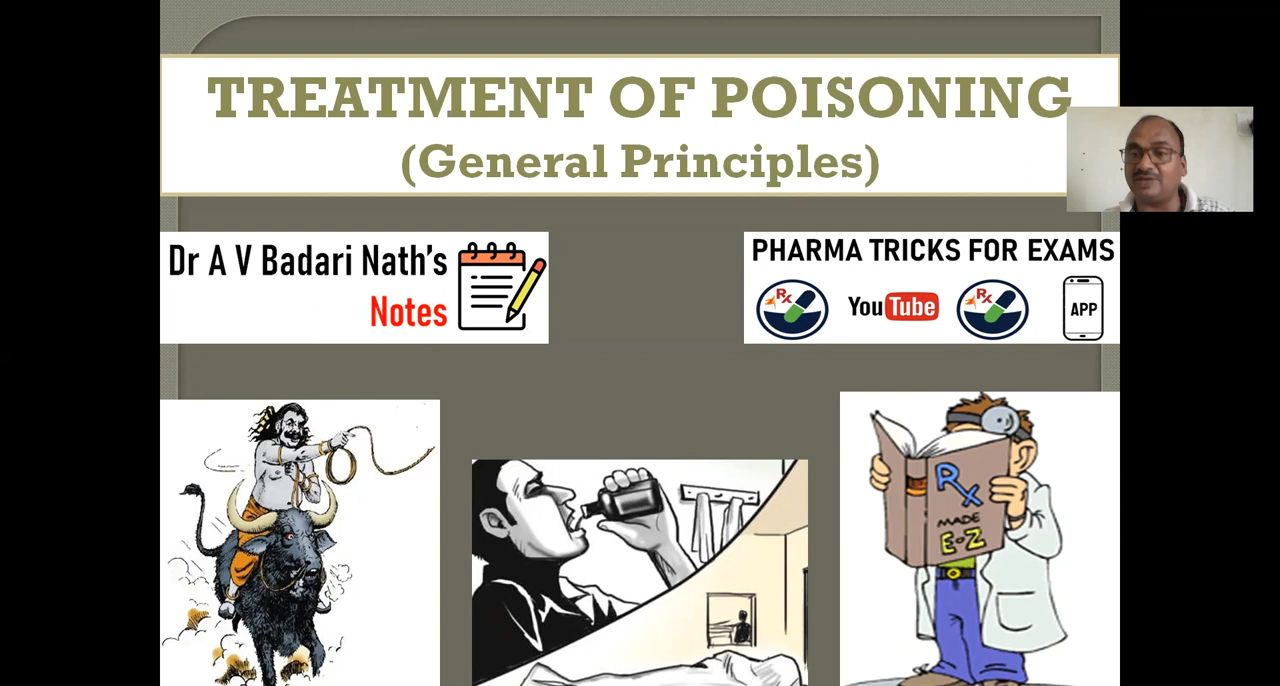 TREATMENT OF POISONING
(General Principles)
Dr A V Badari Nath's
Notes
PHARMA TRICKS FOR EXAMS
Rx
YouTube
Rx
APP
Rx
MADE
E-Z